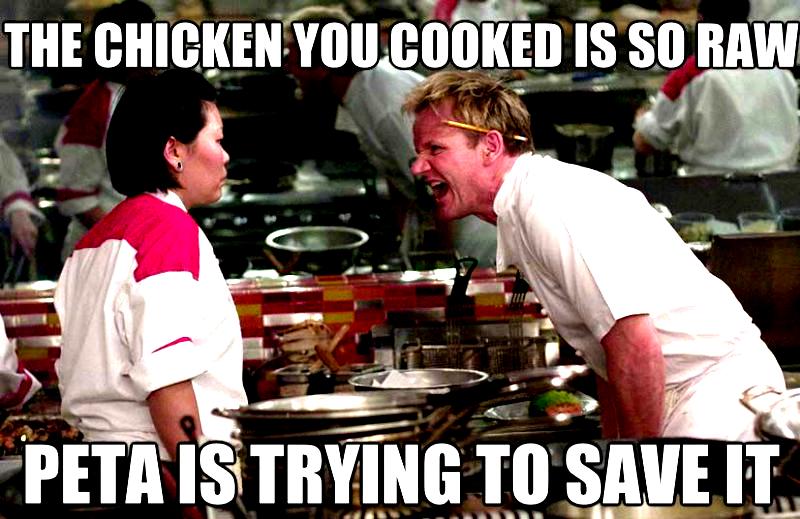 THE CHICKEN YOU COOKED IS SO RAW
PETA IS TRYING TO SAVE IT